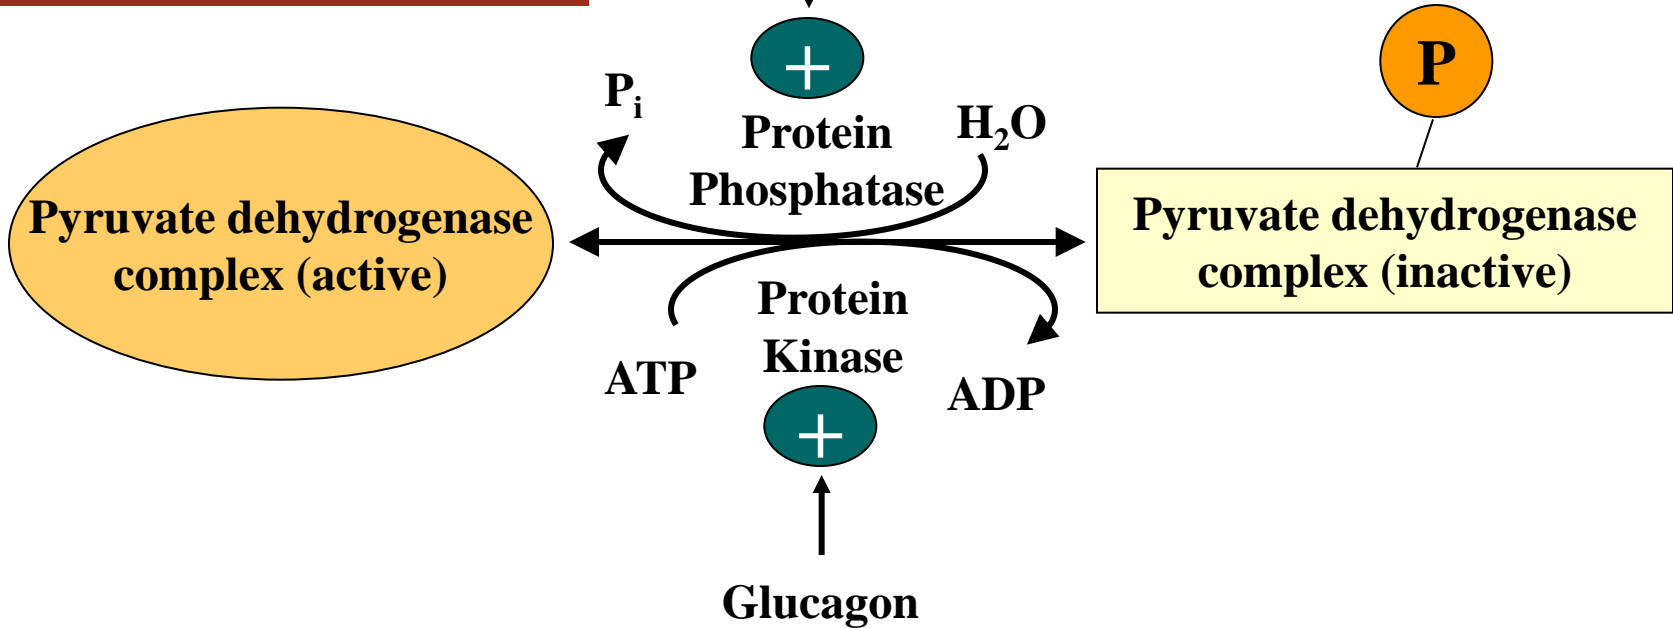 P
+
Pᵢ
Protein
Phosphatase
H₂O
Pyruvate dehydrogenase
complex (active)
Pyruvate dehydrogenase
complex (inactive)
Protein
Kinase
ATP
ADP
+
Glucagon